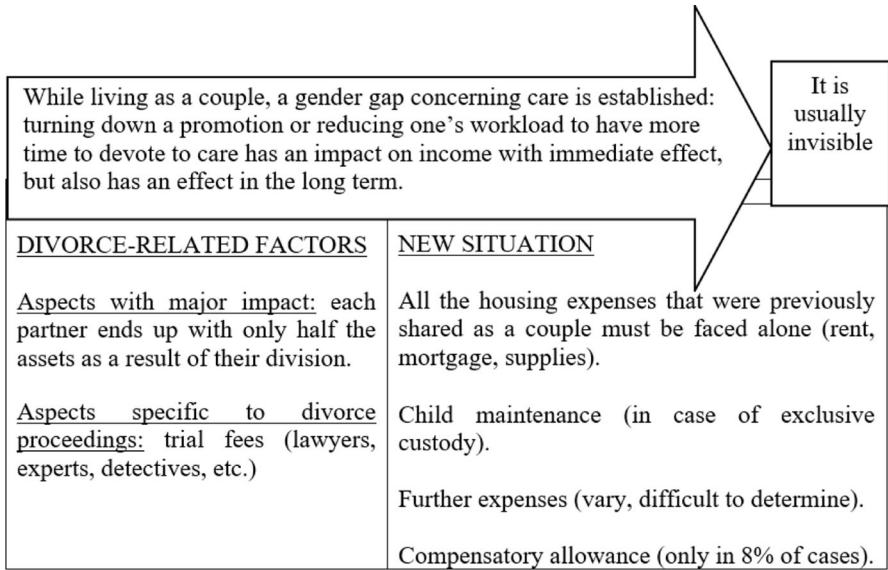 While living as a couple, a gender gap concerning care is established:
turning down a promotion or reducing one’s workload to have more
time to devote to care has an impact on income with immediate effect,
but also has an effect in the long term.
It is
usually
invisible
DIVORCE-RELATED FACTORS
Aspects with major impact: each
partner ends up with only half the
assets as a result of their division.
Aspects specific to divorce
proceedings: trial fees (lawyers,
experts, detectives, etc.)
NEW SITUATION
All the housing expenses that were previously
shared as a couple must be faced alone (rent,
mortgage, supplies).
Child maintenance (in case of exclusive
custody).
Further expenses (vary, difficult to determine).
Compensatory allowance (only in 8% of cases).